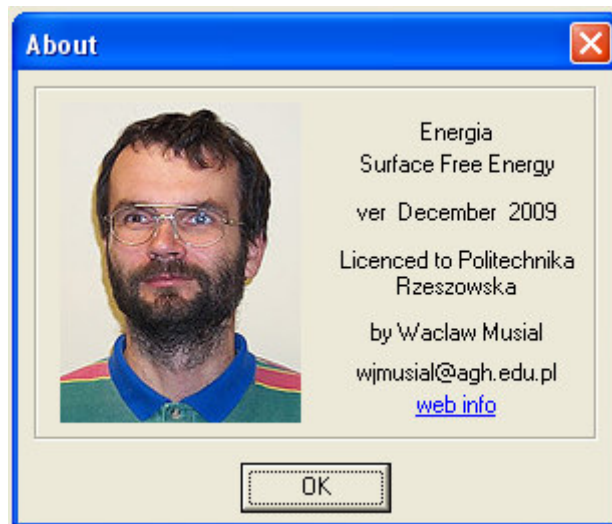 About
Energia
Surface Free Energy
ver December 2009
Licenced to Politechnika
Rzeszowska
by Waclaw Musial
wjmusial@agh.edu.pl
web info
OK